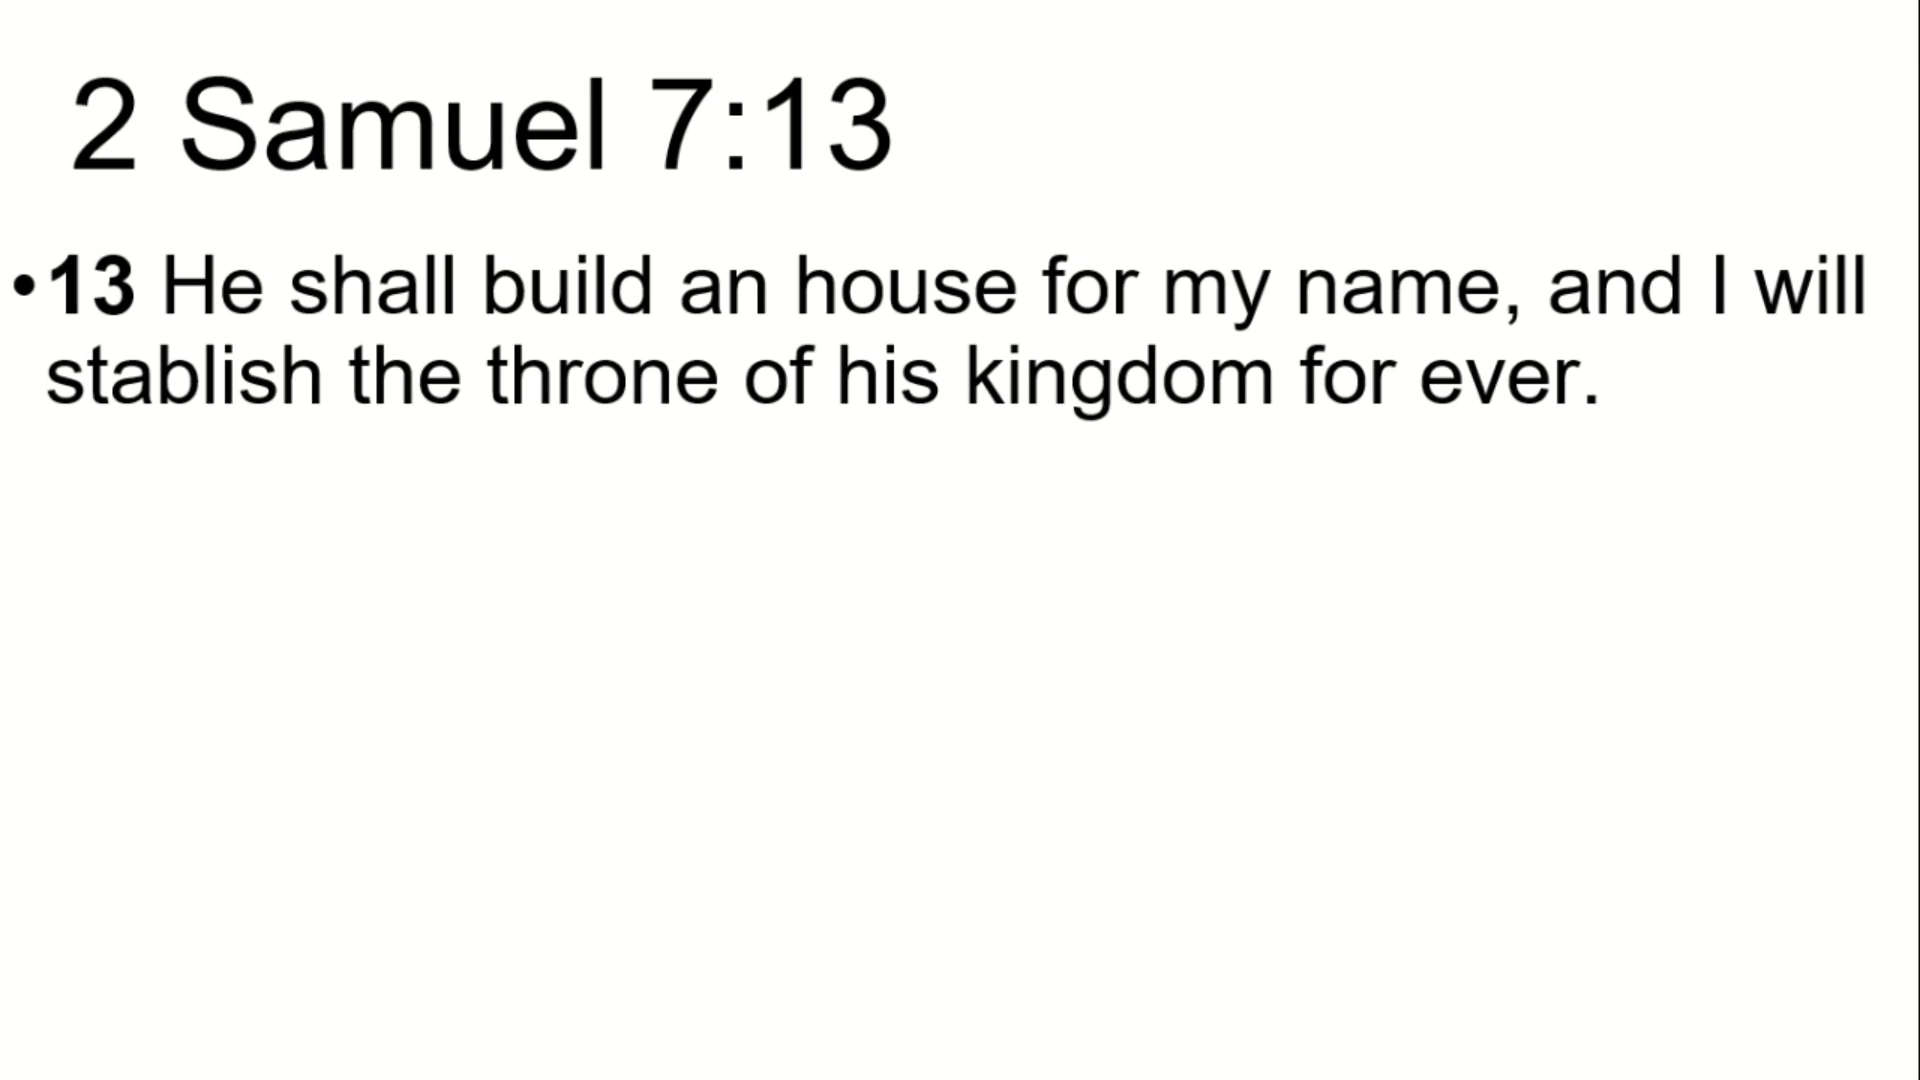 2 Samuel 7:13
•13 He shall build an house for my name, and I will
stablish the throne of his kingdom for ever.